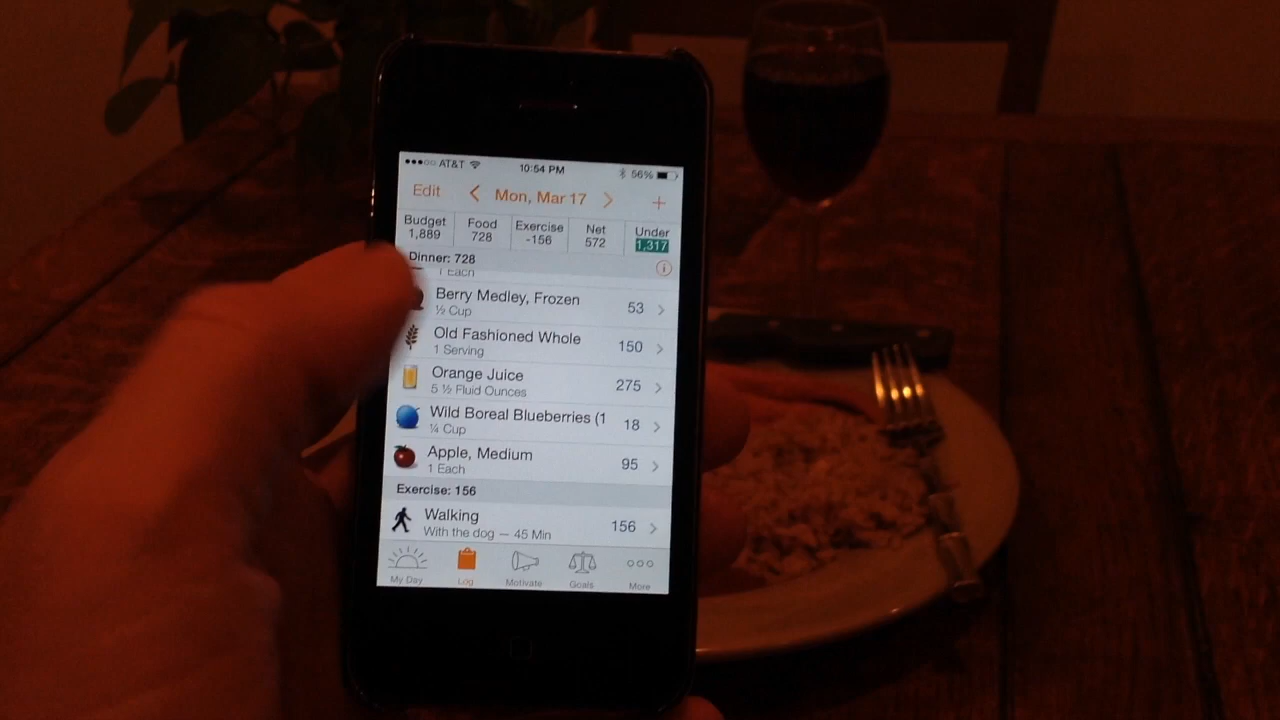 AT&T 10:54 PM 56%
Edit < Mon, Mar 17 > +
Budget Food Exercise Net Under
1,889 728 -156 572 1,317
Dinner: 728
1 Each
Berry Medley, Frozen 53
½ Cup
Old Fashioned Whole 150
1 Serving
Orange Juice 275
5 ½ Fluid Ounces
Wild Boreal Blueberries (1 18
¼ Cup
Apple, Medium 95
1 Each
Exercise: 156
Walking 156
With the dog — 45 Min
My Day Log Motivate Goals More